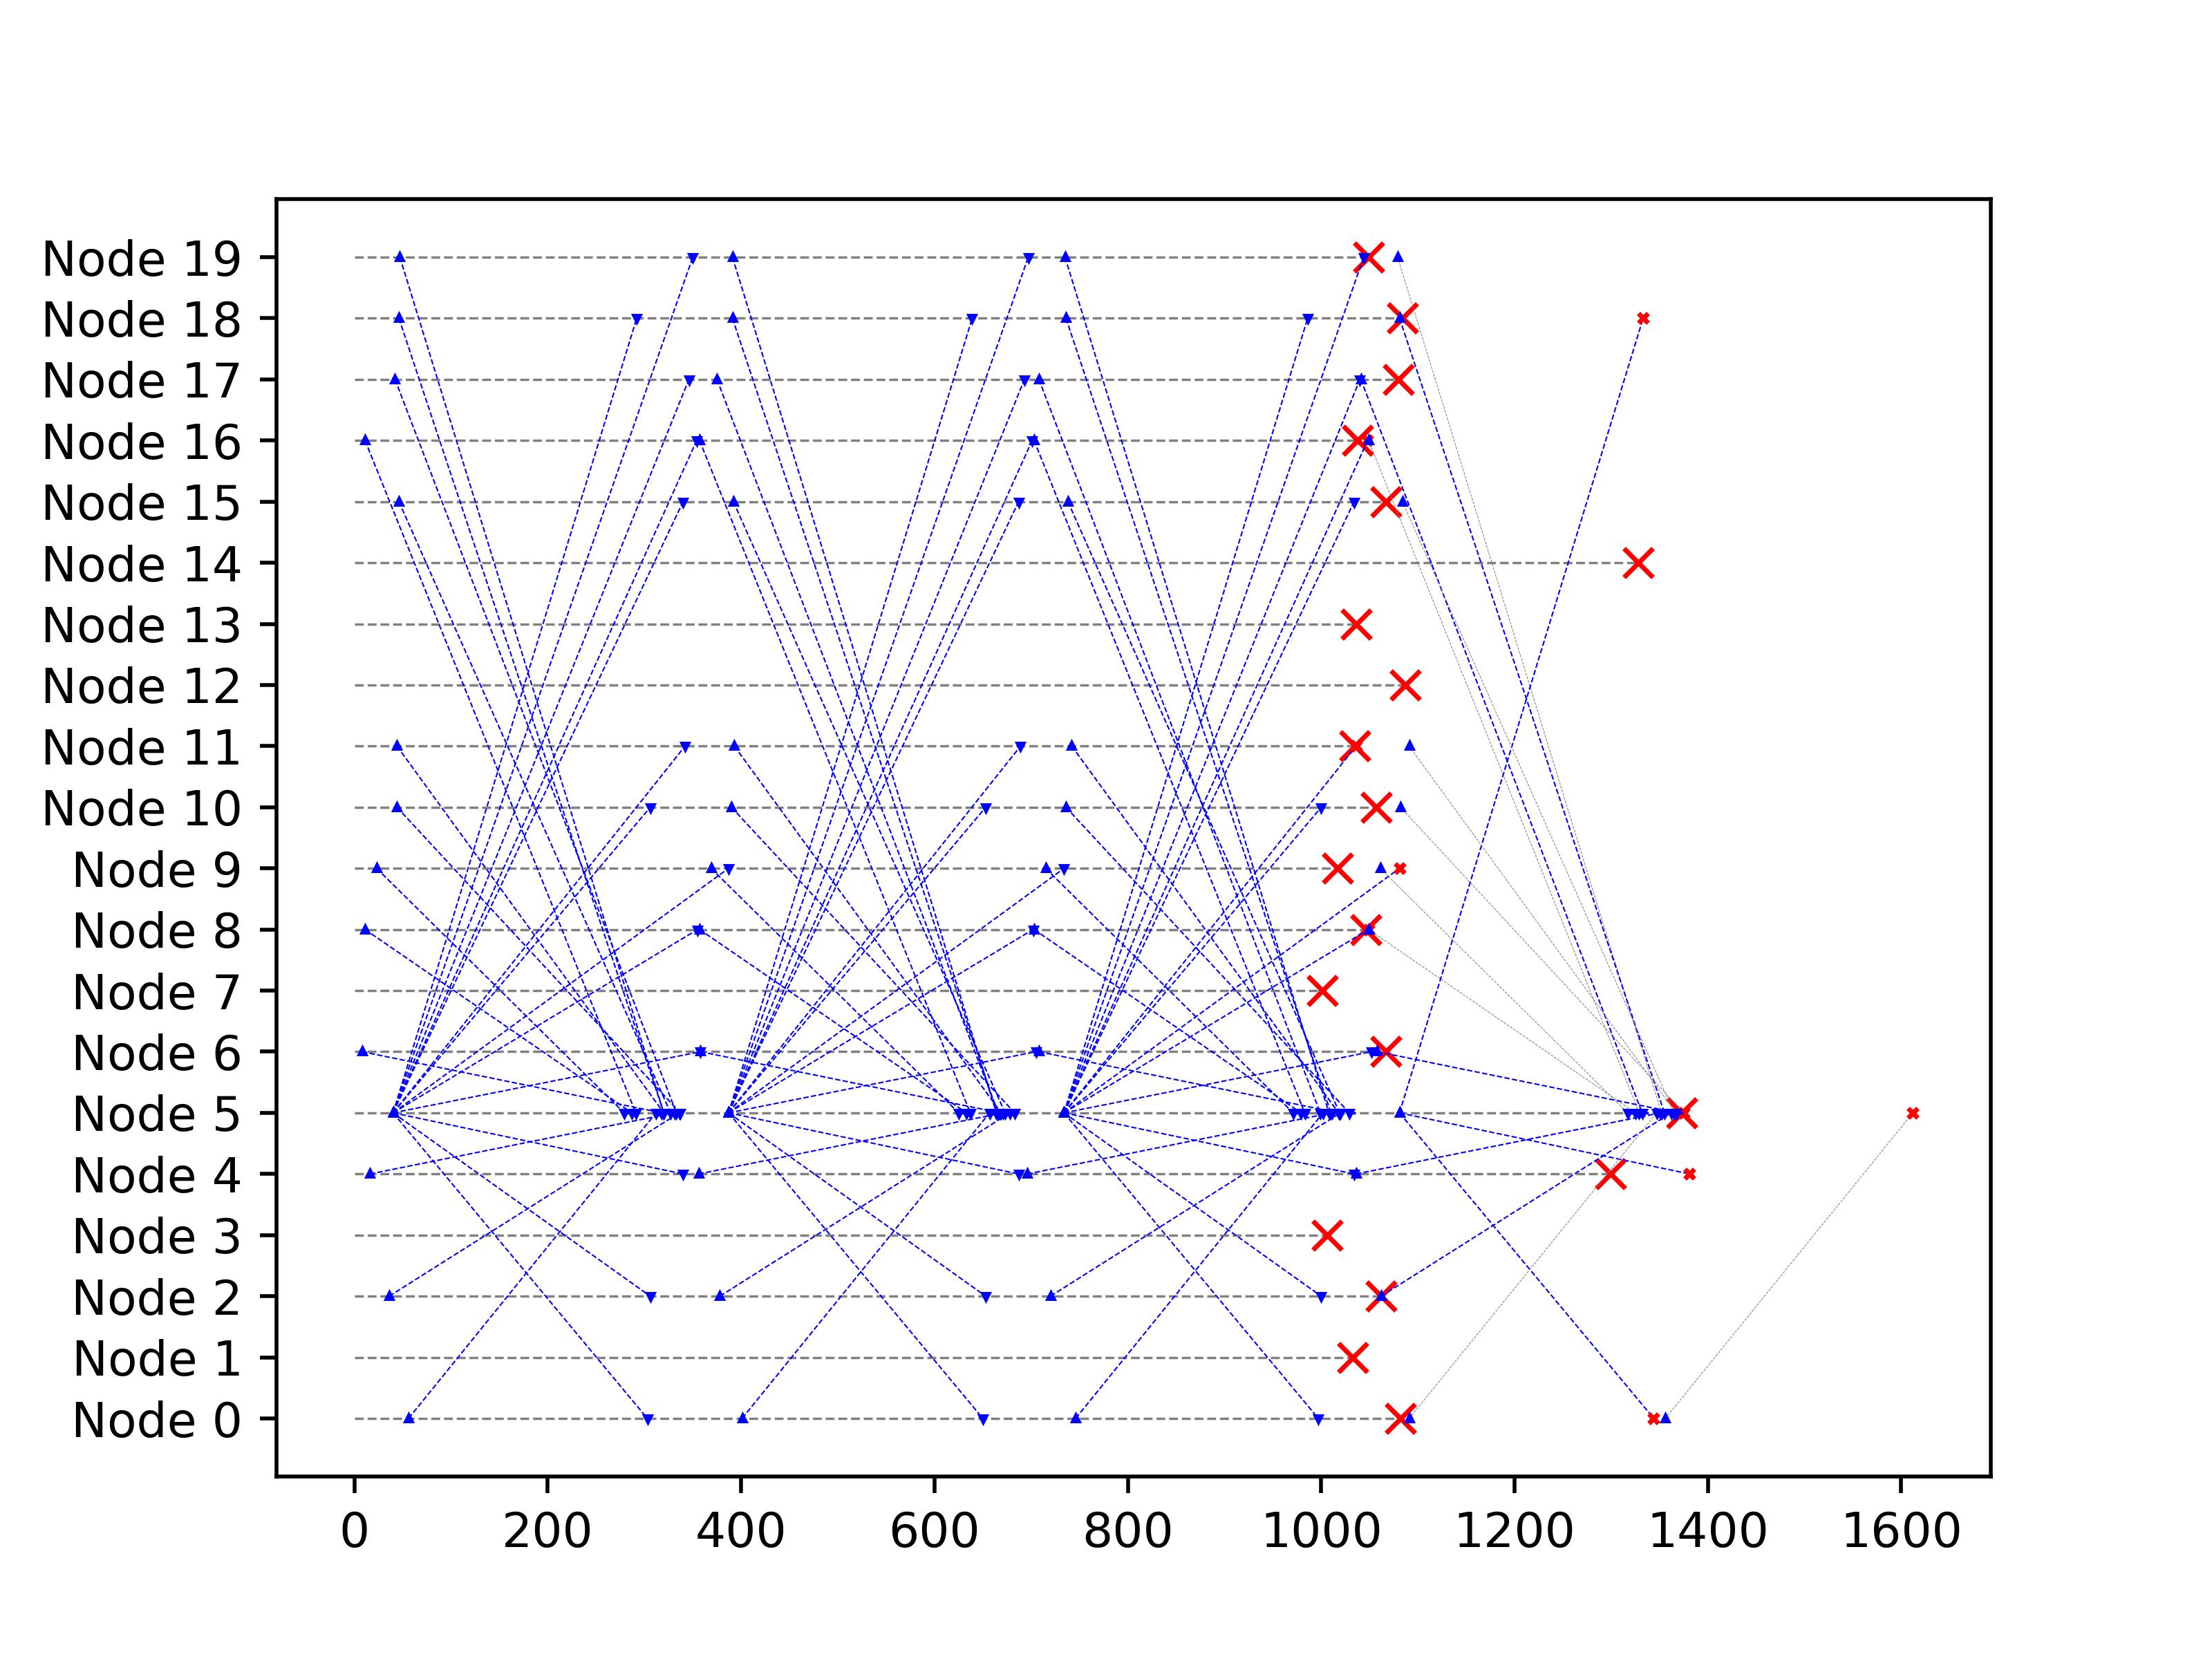 Node 19
Node 18
Node 17
Node 16
Node 15
Node 14
Node 13
Node 12
Node 11
Node 10
Node 9
Node 8
Node 7
Node 6
Node 5
Node 4
Node 3
Node 2
Node 1
Node 0
0 200 400 600 800 1000 1200 1400 1600